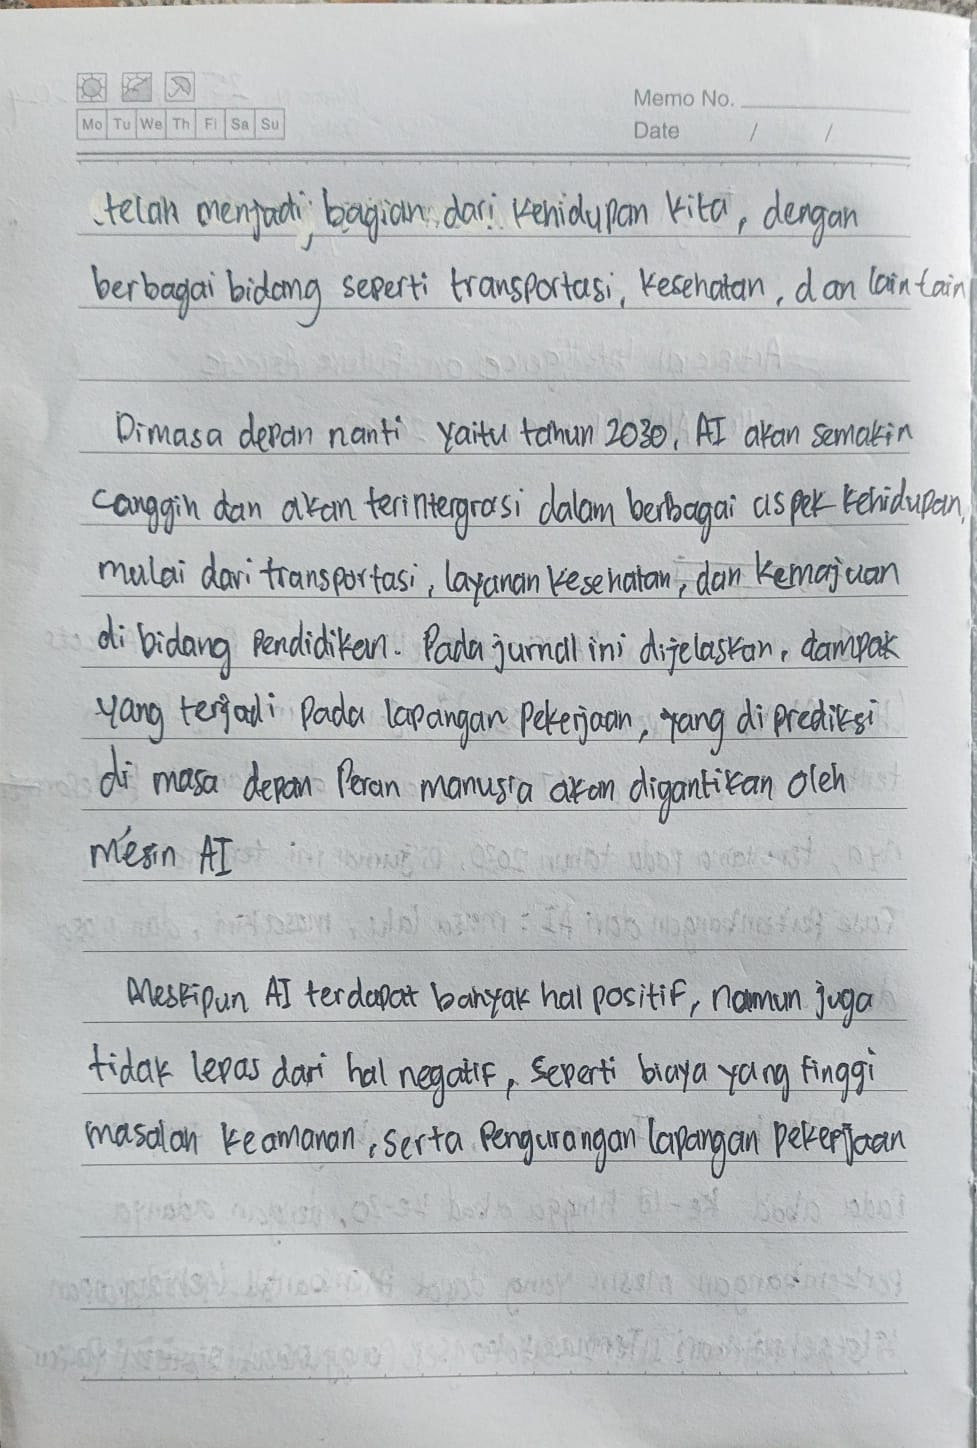 Memo No.
Mo Tu We Th Fi Sa Su
Date / /
telah menjadi bagian dari kehidupan kita, dengan
berbagai bidang seperti transportasi, kesehatan, dan lain lain
Dimasa depan nanti yaitu tahun 2030, AI akan semakin
canggih dan akan terintergrasi dalam berbagai aspek kehidupan,
mulai dari transportasi, layanan kesehatan, dan kemajuan
di bidang Pendidikan. Pada jurnal ini dijelaskan, dampak
yang terjadi pada lapangan pekerjaan, yang di prediksi
di masa depan Peran manusia akan digantikan oleh
mesin AI
Meskipun AI terdapat banyak hal positif, namun juga
tidak lepas dari hal negatif, seperti biaya yang tinggi
masalah keamanan, serta Pengurangan lapangan pekerjaan